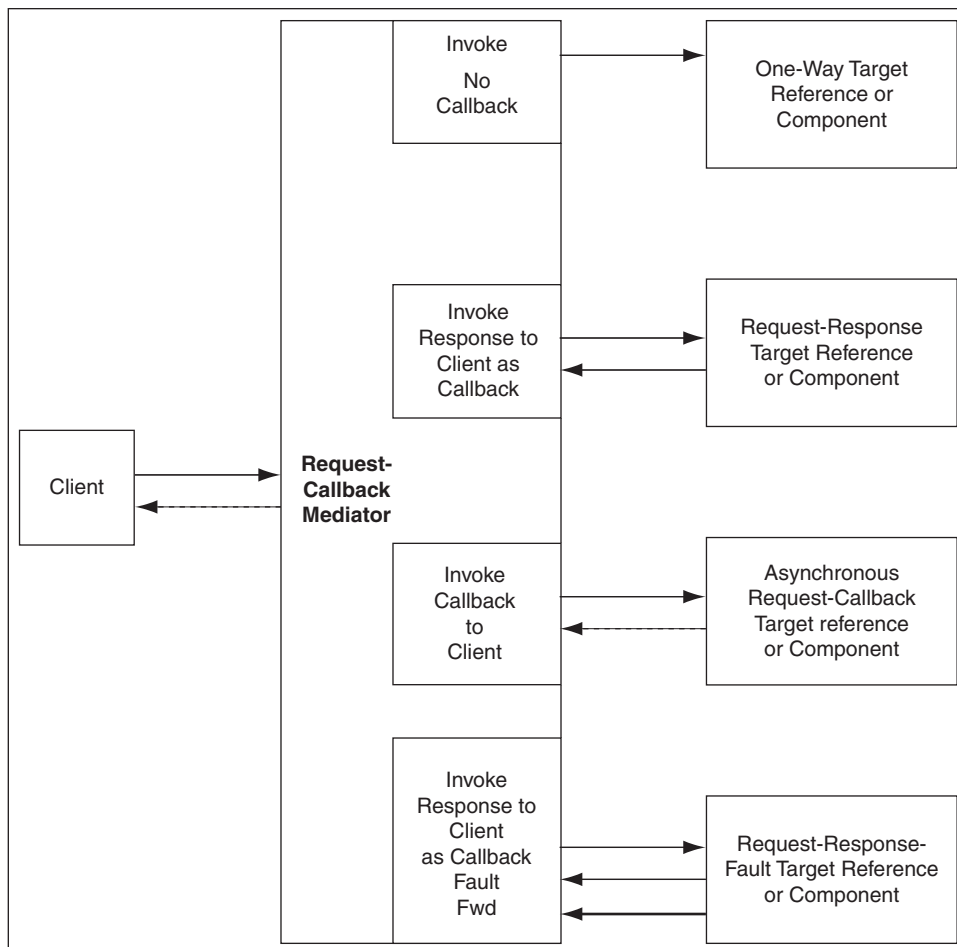 Invoke
No
Callback
One-Way Target
Reference or
Component
Invoke
Response to
Client as
Callback
Request-Response
Target Reference
or Component
Client
Request-
Callback
Mediator
Invoke
Callback
to
Client
Asynchronous
Request-Callback
Target reference
or Component
Invoke
Response to
Client
as Callback
Fault
Fwd
Request-Response-
Fault Target Reference
or Component